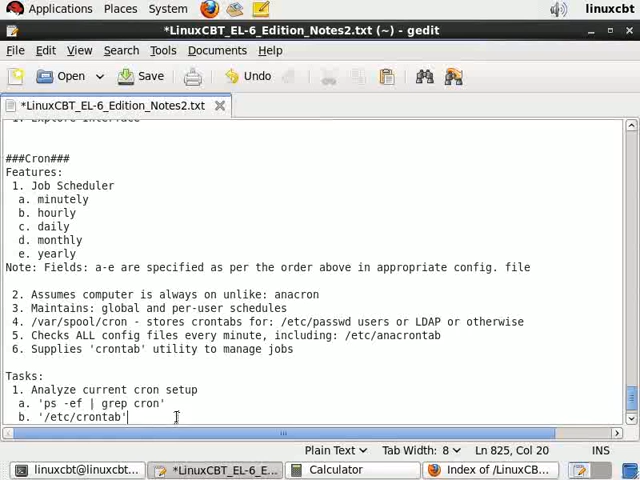 Applications Places System linuxcbt
*LinuxCBT_EL-6_Edition_Notes2.txt (~) - gedit
File Edit View Search Tools Documents Help
Open Save Undo
*LinuxCBT_EL-6_Edition_Notes2.txt
1. Explore Interface
###Cron###
Features:
1. Job Scheduler
a. minutely
b. hourly
c. daily
d. monthly
e. yearly
Note: Fields: a-e are specified as per the order above in appropriate config. file
2. Assumes computer is always on unlike: anacron
3. Maintains: global and per-user schedules
4. /var/spool/cron - stores crontabs for: /etc/passwd users or LDAP or otherwise
5. Checks ALL config files every minute, including: /etc/anacrontab
6. Supplies 'crontab' utility to manage jobs
Tasks:
1. Analyze current cron setup
a. 'ps -ef | grep cron'
b. '/etc/crontab'
Plain Text Tab Width: 8 Ln 825, Col 20 INS
linuxcbt@linuxcbt... *LinuxCBT_EL-6_E... Calculator Index of /LinuxCB...